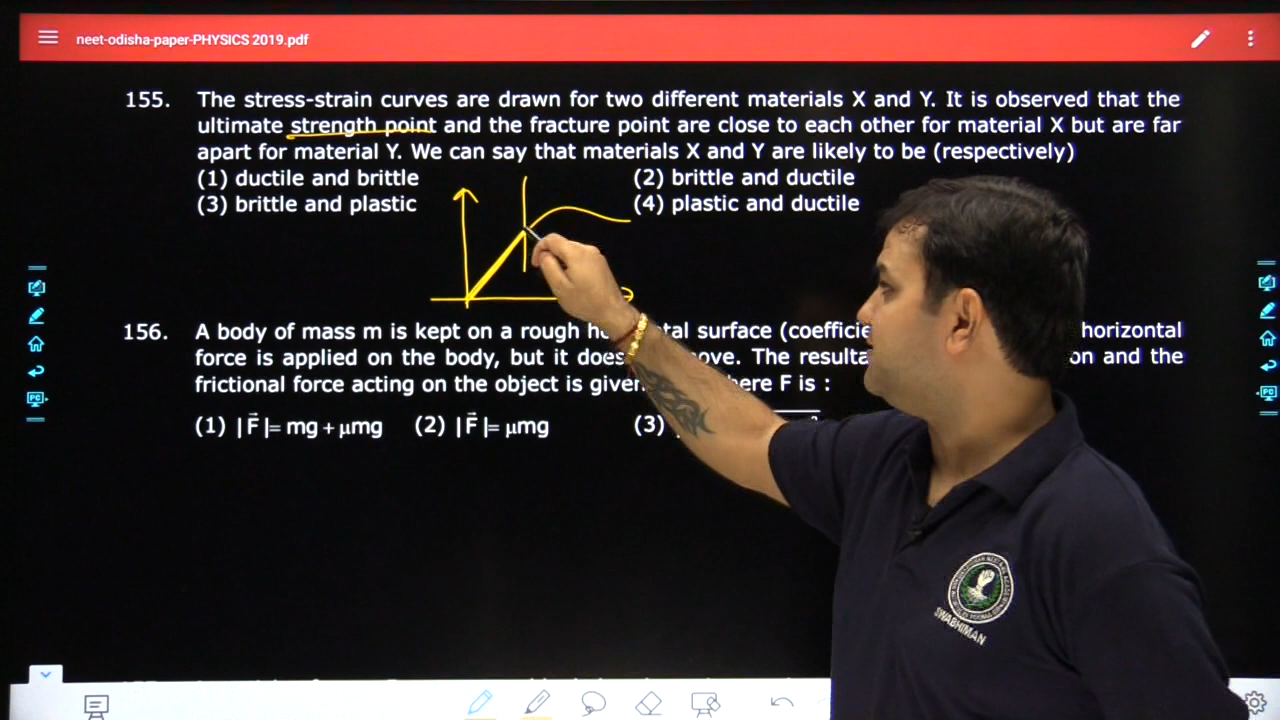 neet-odisha-paper-PHYSICS 2019.pdf
155. The stress-strain curves are drawn for two different materials X and Y. It is observed that the
ultimate strength point and the fracture point are close to each other for material X but are far
apart for material Y. We can say that materials X and Y are likely to be (respectively)
(1) ductile and brittle (2) brittle and ductile
(3) brittle and plastic (4) plastic and ductile
156. A body of mass m is kept on a rough horizontal
force is applied on the body, but it does on and the
frictional force acting on the object is given where F is :
(1) |F⃗|= mg + μmg (2) |F⃗|= μmg (3)
PC PC
SWABHIMAN